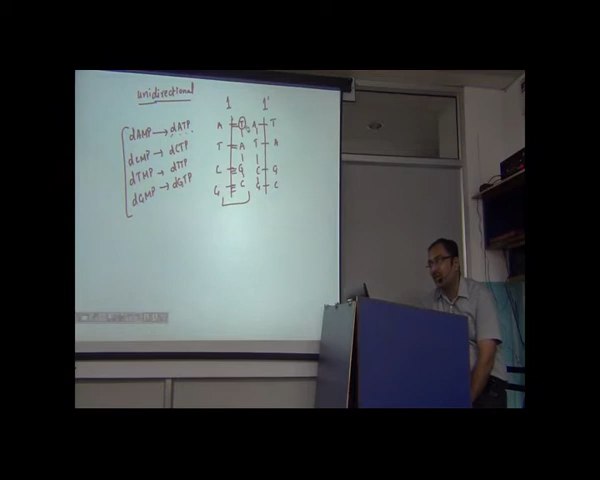 unidirectional
1 1'
dAMP → dATP
dCMP → dCTP
dTMP → dTTP
dGMP → dGTP
A = T A T
T = A T A
C ≡ G C G
G ≡ C G C